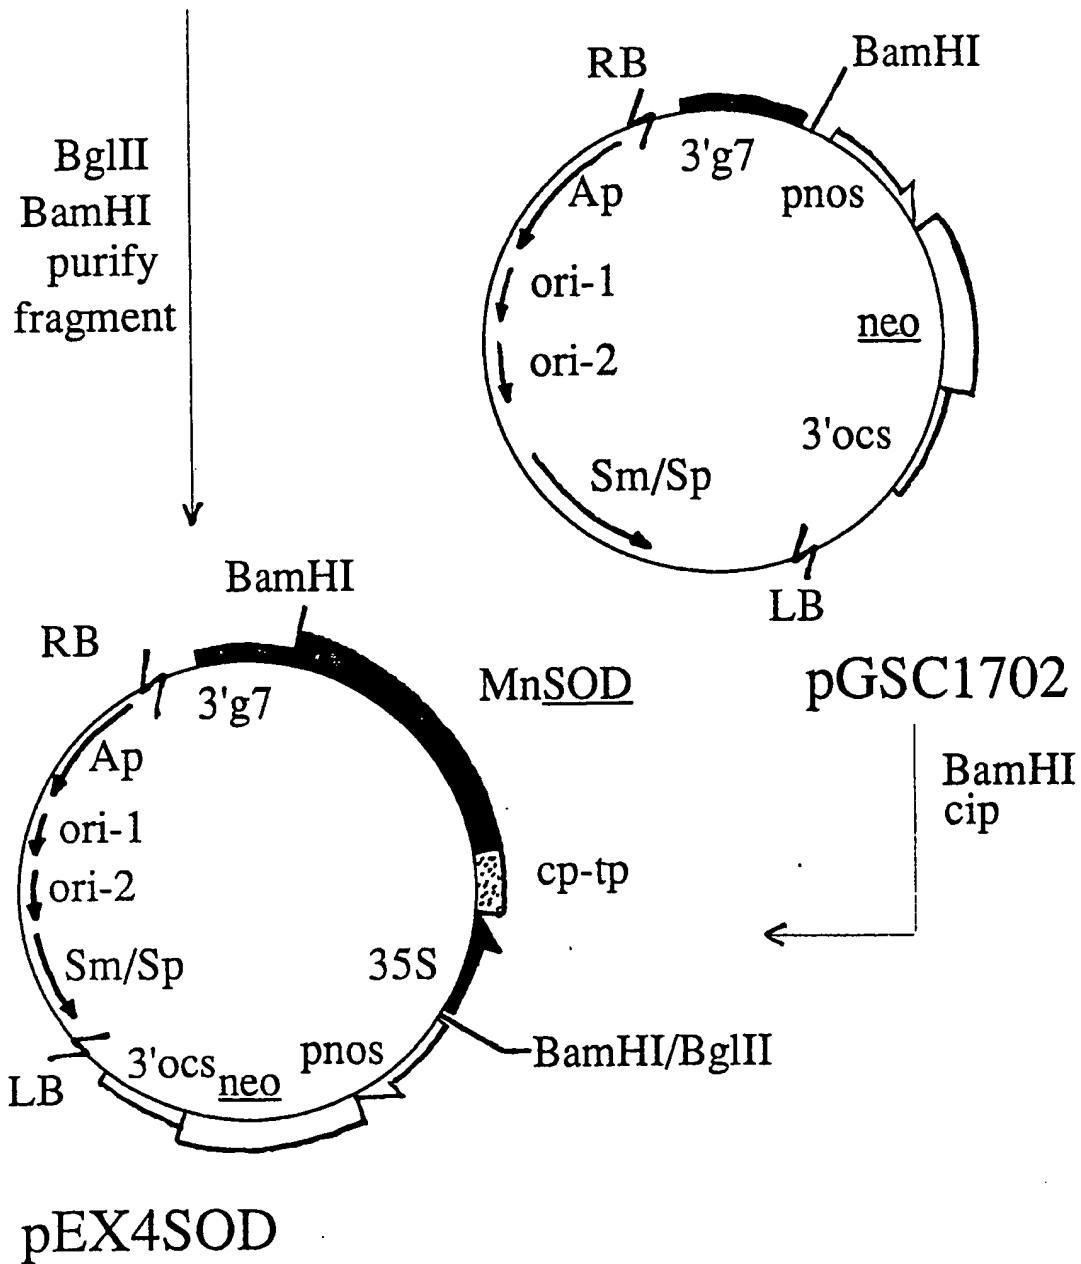 BglII
BamHI
purify
fragment
RB
BamHI
3'g7
Ap
pnos
ori-1
neo
ori-2
3'ocs
Sm/Sp
LB
pGSC1702
BamHI
cip
BamHI
RB
3'g7
MnSOD
Ap
ori-1
cp-tp
ori-2
Sm/Sp
35S
BamHI/BglII
pnos
3'ocs
neo
LB
pEX4SOD